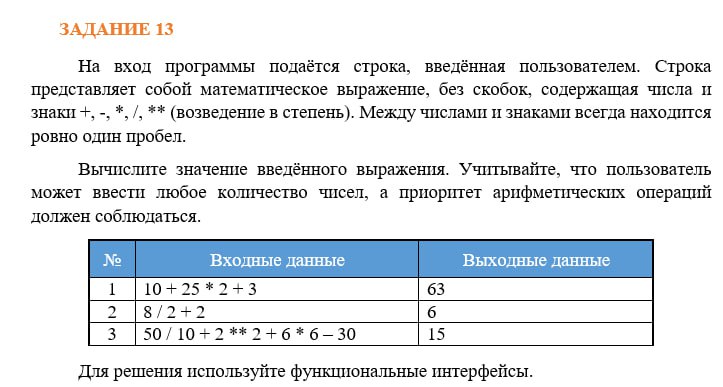 ЗАДАНИЕ 13
На вход программы подаётся строка, введённая пользователем. Строка
представляет собой математическое выражение, без скобок, содержащая числа и
знаки +, -, *, /, ** (возведение в степень). Между числами и знаками всегда находится
ровно один пробел.
Вычислите значение введённого выражения. Учитывайте, что пользователь
может ввести любое количество чисел, а приоритет арифметических операций
должен соблюдаться.
№ Входные данные Выходные данные
1 10 + 25 * 2 + 3 63
2 8 / 2 + 2 6
3 50 / 10 + 2 ** 2 + 6 * 6 – 30 15
Для решения используйте функциональные интерфейсы.